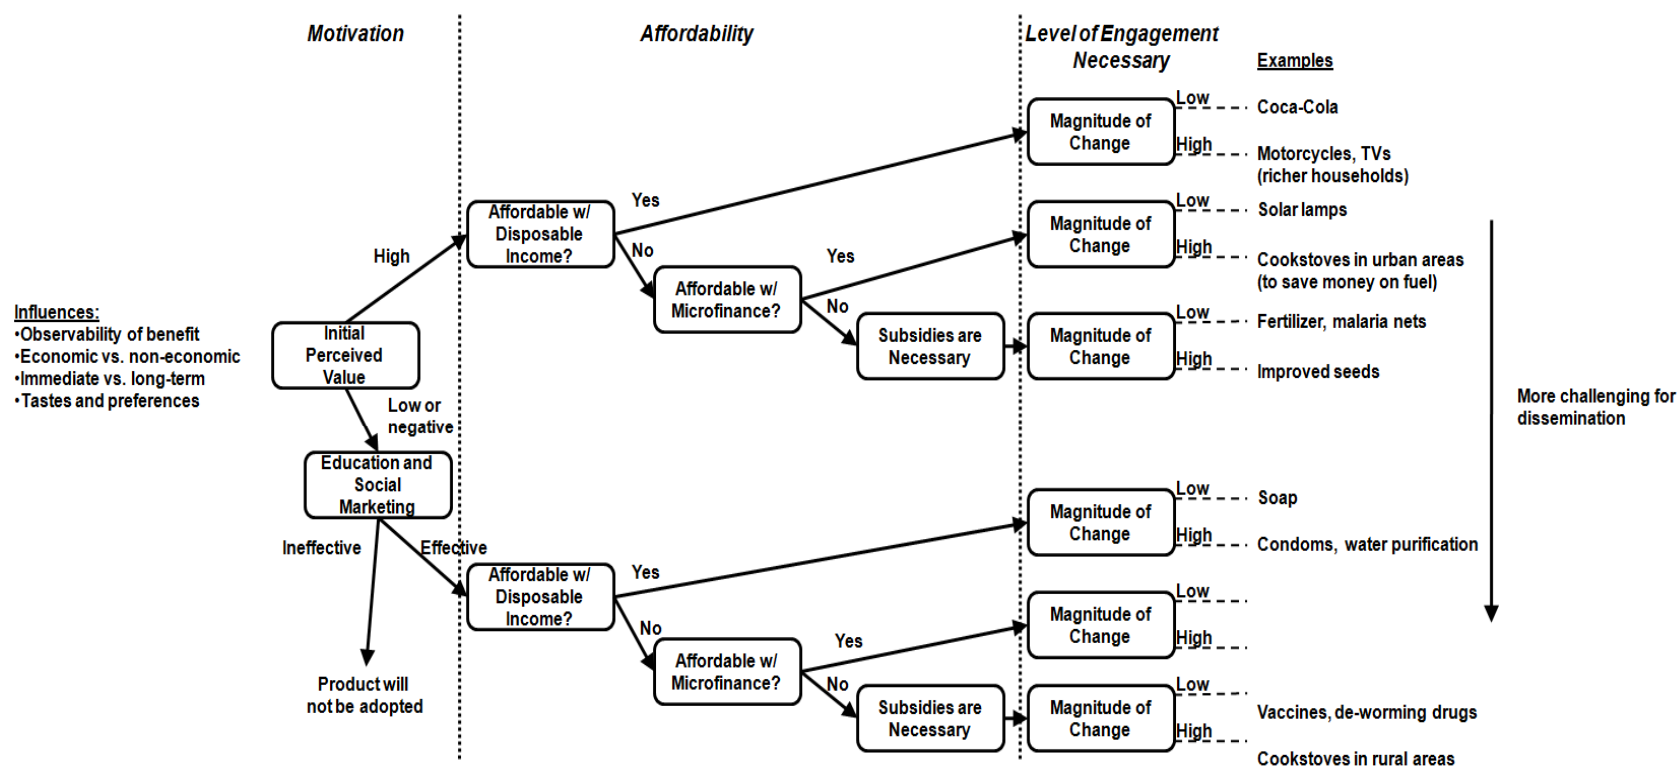 Motivation
Affordability
Level of Engagement
Necessary
Examples
Low
Coca-Cola
Magnitude of
Change
High
Motorcycles, TVs
(richer households)
Yes
Affordable w/
Disposable
Income?
No
Low
Solar lamps
Magnitude of
Change
High
Cookstoves in urban areas
(to save money on fuel)
High
Yes
Affordable w/
Microfinance?
No
Influences:
•Observability of benefit
•Economic vs. non-economic
•Immediate vs. long-term
•Tastes and preferences
Initial
Perceived
Value
Subsidies are
Necessary
Low
Fertilizer, malaria nets
Magnitude of
Change
High
Improved seeds
More challenging for
dissemination
Low or
negative
Education and
Social
Marketing
Ineffective
Effective
Low
Soap
Magnitude of
Change
High
Condoms, water purification
Yes
Affordable w/
Disposable
Income?
No
Low
Magnitude of
Change
High
Yes
Affordable w/
Microfinance?
No
Product will
not be adopted
Subsidies are
Necessary
Low
Magnitude of
Change
Vaccines, de-worming drugs
High
Cookstoves in rural areas